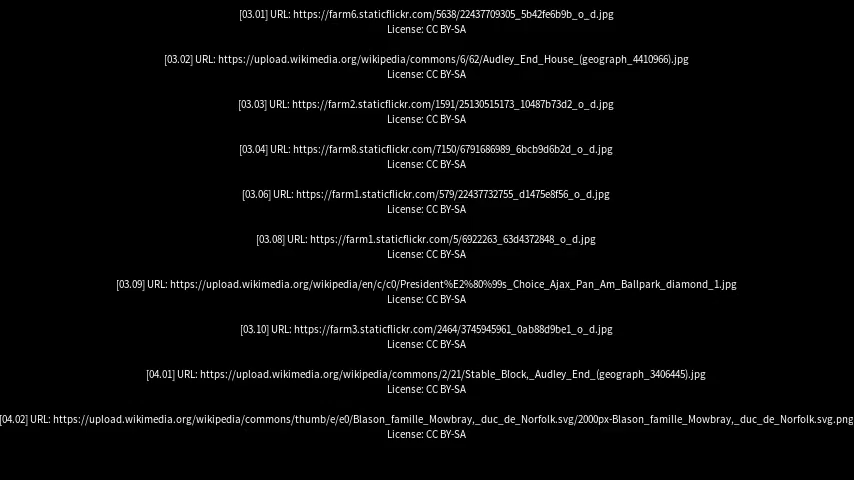 [03.01] URL: https://farm6.staticflickr.com/5638/22437709305_5b42fe6b9b_o_d.jpg
License: CC BY-SA
[03.02] URL: https://upload.wikimedia.org/wikipedia/commons/6/62/Audley_End_House_(geograph_4410966).jpg
License: CC BY-SA
[03.03] URL: https://farm2.staticflickr.com/1591/25130515173_10487b73d2_o_d.jpg
License: CC BY-SA
[03.04] URL: https://farm8.staticflickr.com/7150/6791686989_6bcb9d6b2d_o_d.jpg
License: CC BY-SA
[03.06] URL: https://farm1.staticflickr.com/579/22437732755_d1475e8f56_o_d.jpg
License: CC BY-SA
[03.08] URL: https://farm1.staticflickr.com/5/6922263_63d4372848_o_d.jpg
License: CC BY-SA
[03.09] URL: https://upload.wikimedia.org/wikipedia/en/c/c0/President%E2%80%99s_Choice_Ajax_Pan_Am_Ballpark_diamond_1.jpg
License: CC BY-SA
[03.10] URL: https://farm3.staticflickr.com/2464/3745945961_0ab88d9be1_o_d.jpg
License: CC BY-SA
[04.01] URL: https://upload.wikimedia.org/wikipedia/commons/2/21/Stable_Block,_Audley_End_(geograph_3406445).jpg
License: CC BY-SA
[04.02] URL: https://upload.wikimedia.org/wikipedia/commons/thumb/e/e0/Blason_famille_Mowbray,_duc_de_Norfolk.svg/2000px-Blason_famille_Mowbray,_duc_de_Norfolk.svg.png
License: CC BY-SA